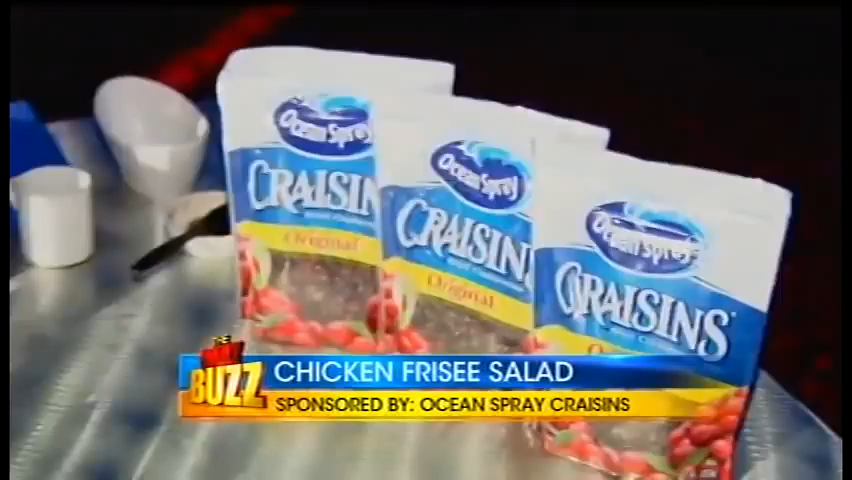 Ocean Spray
CRAISINS
Original
Ocean Spray
CRAISINS
Original
Ocean Spray
CRAISINS
THE
BUZZ
CHICKEN FRISEE SALAD
SPONSORED BY: OCEAN SPRAY CRAISINS